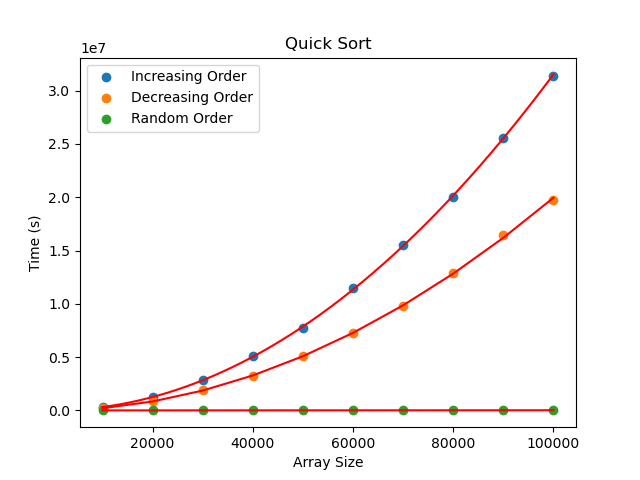 Quick Sort
1e7
Increasing Order
Decreasing Order
Random Order
3.0
2.5
2.0
1.5
1.0
0.5
0.0
Time (s)
20000 40000 60000 80000 100000
Array Size